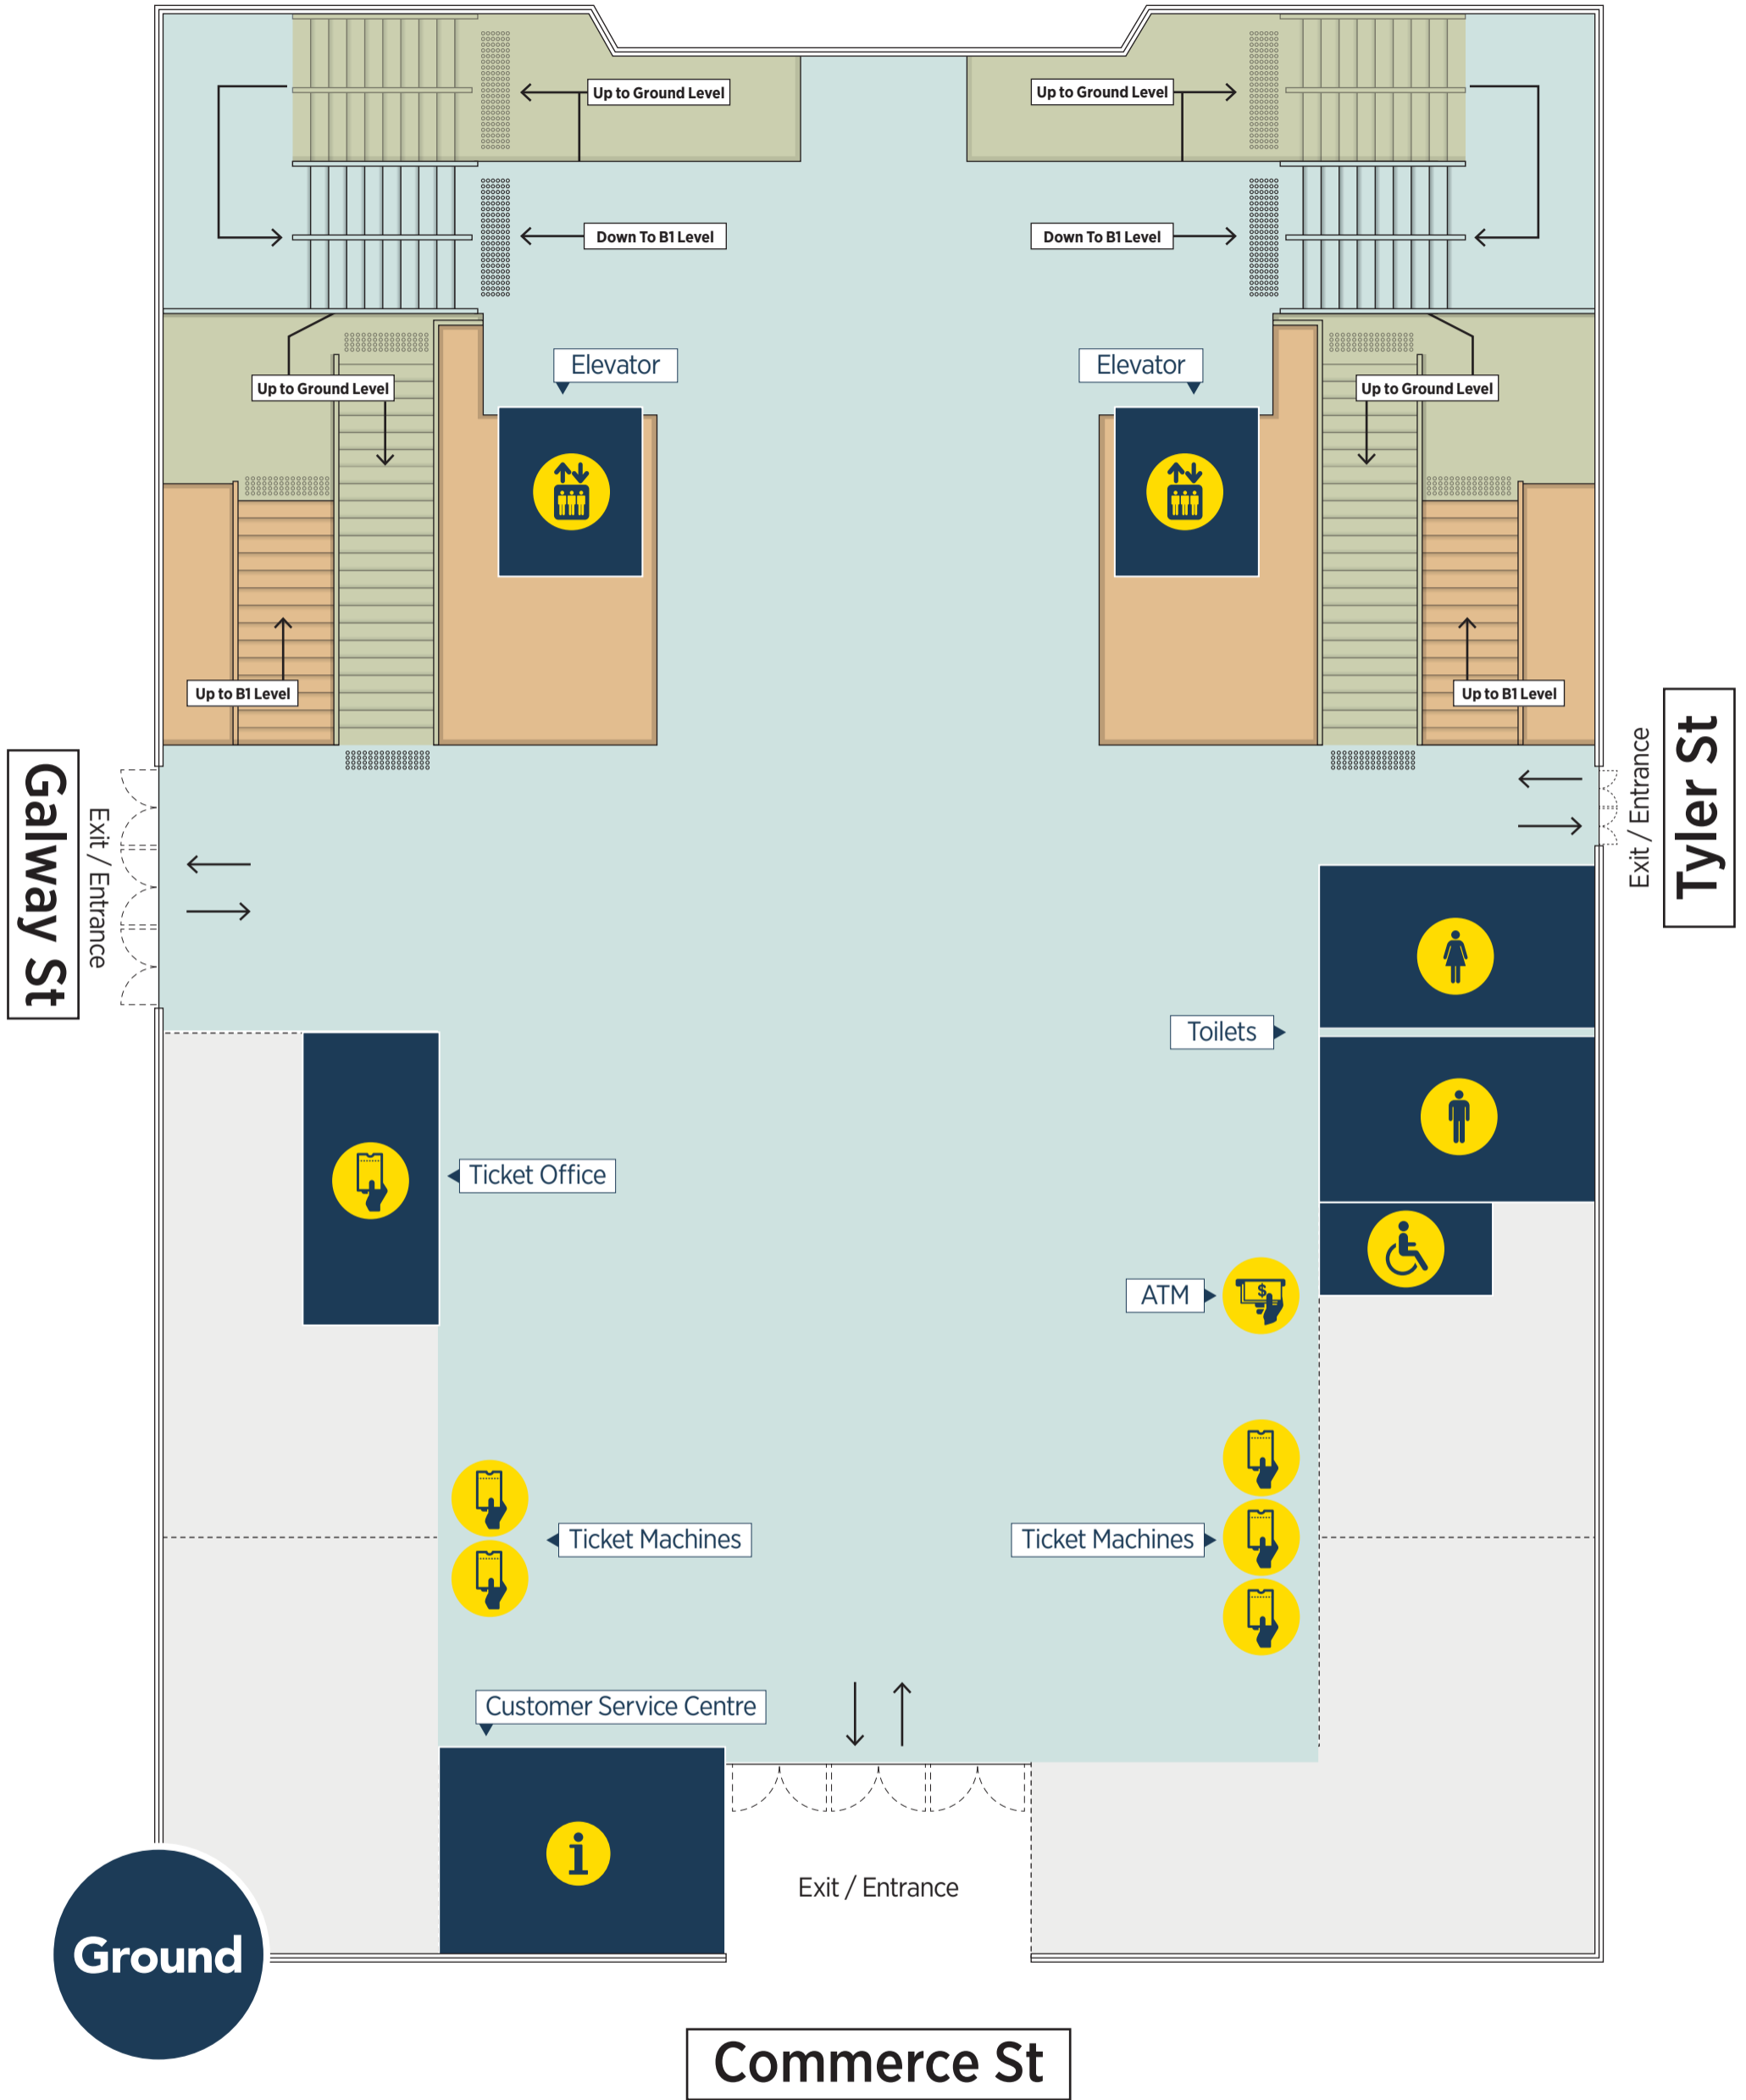 Up to Ground Level
Up to Ground Level
Down To B1 Level
Down To B1 Level
Elevator
Elevator
Up to Ground Level
Up to Ground Level
Up to B1 Level
Up to B1 Level
Galway St
Exit / Entrance
Exit / Entrance
Tyler St
Toilets
Ticket Office
ATM
$
Ticket Machines
Ticket Machines
Customer Service Centre
i
Exit / Entrance
Ground
Commerce St